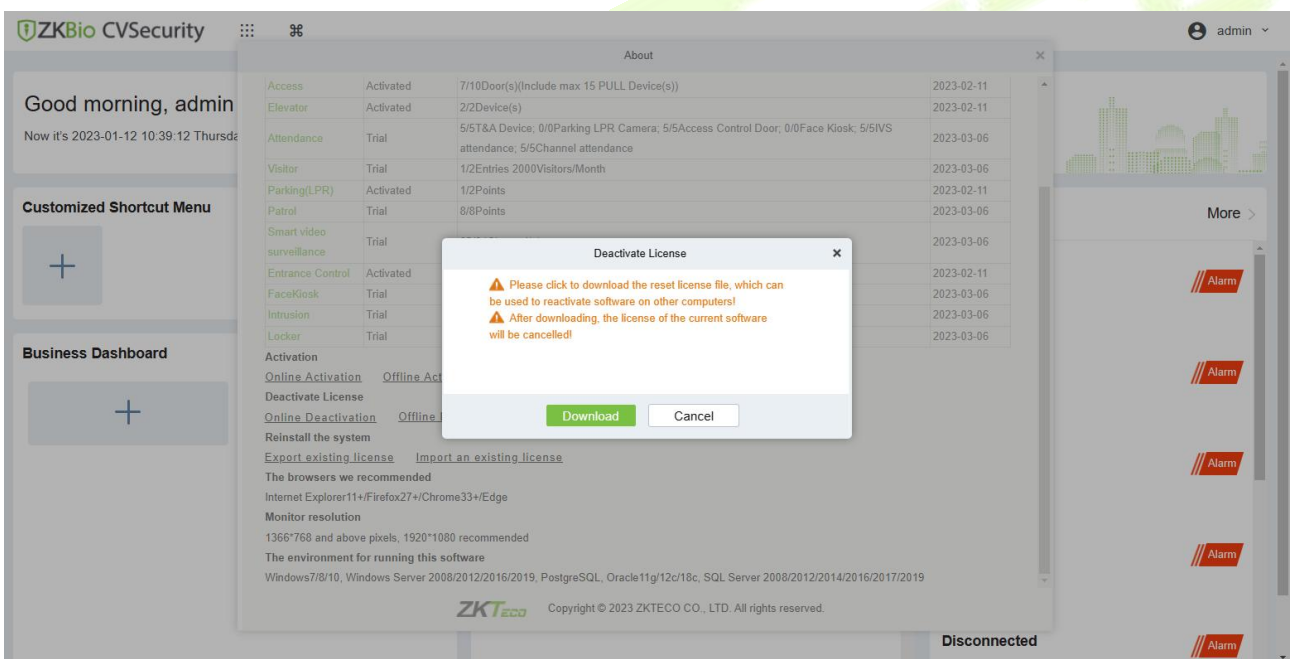 ZKBio CVSecurity
admin
About
Good morning, admin
Now it's 2023-01-12 10:39:12 Thursda
Customized Shortcut Menu
Business Dashboard
Access Activated 7/10Door(s)(Include max 15 PULL Device(s)) 2023-02-11
Elevator Activated 2/2Device(s) 2023-02-11
Attendance Trial 5/5T&A Device; 0/0Parking LPR Camera; 5/5Access Control Door; 0/0Face Kiosk; 5/5IVS
attendance; 5/5Channel attendance 2023-03-06
Visitor Trial 1/2Entries 2000Visitors/Month 2023-03-06
Parking(LPR) Activated 1/2Points 2023-02-11
Patrol Trial 8/8Points 2023-03-06
Smart video
surveillance Trial 2023-03-06
Entrance Control Activated 2023-02-11
FaceKiosk Trial 2023-03-06
Intrusion Trial 2023-03-06
Locker Trial 2023-03-06
Deactivate License
Please click to download the reset license file, which can
be used to reactivate software on other computers!
After downloading, the license of the current software
will be cancelled!
Download Cancel
Activation
Online Activation Offline Act
Deactivate License
Online Deactivation Offline
Reinstall the system
Export existing license Import an existing license
The browsers we recommended
Internet Explorer11+/Firefox27+/Chrome33+/Edge
Monitor resolution
1366*768 and above pixels, 1920*1080 recommended
The environment for running this software
Windows7/8/10, Windows Server 2008/2012/2016/2019, PostgreSQL, Oracle11g/12c/18c, SQL Server 2008/2012/2014/2016/2017/2019
ZKTECO Copyright © 2023 ZKTECO CO., LTD. All rights reserved.
More
Alarm
Alarm
Alarm
Alarm
Disconnected
Alarm